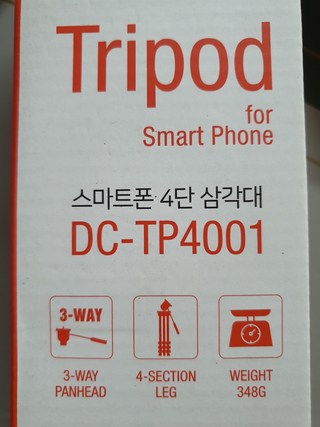 Tripod
for
Smart Phone
스마트폰 4단 삼각대
DC-TP4001
3-WAY
3-WAY
PANHEAD
4-SECTION
LEG
WEIGHT
348G